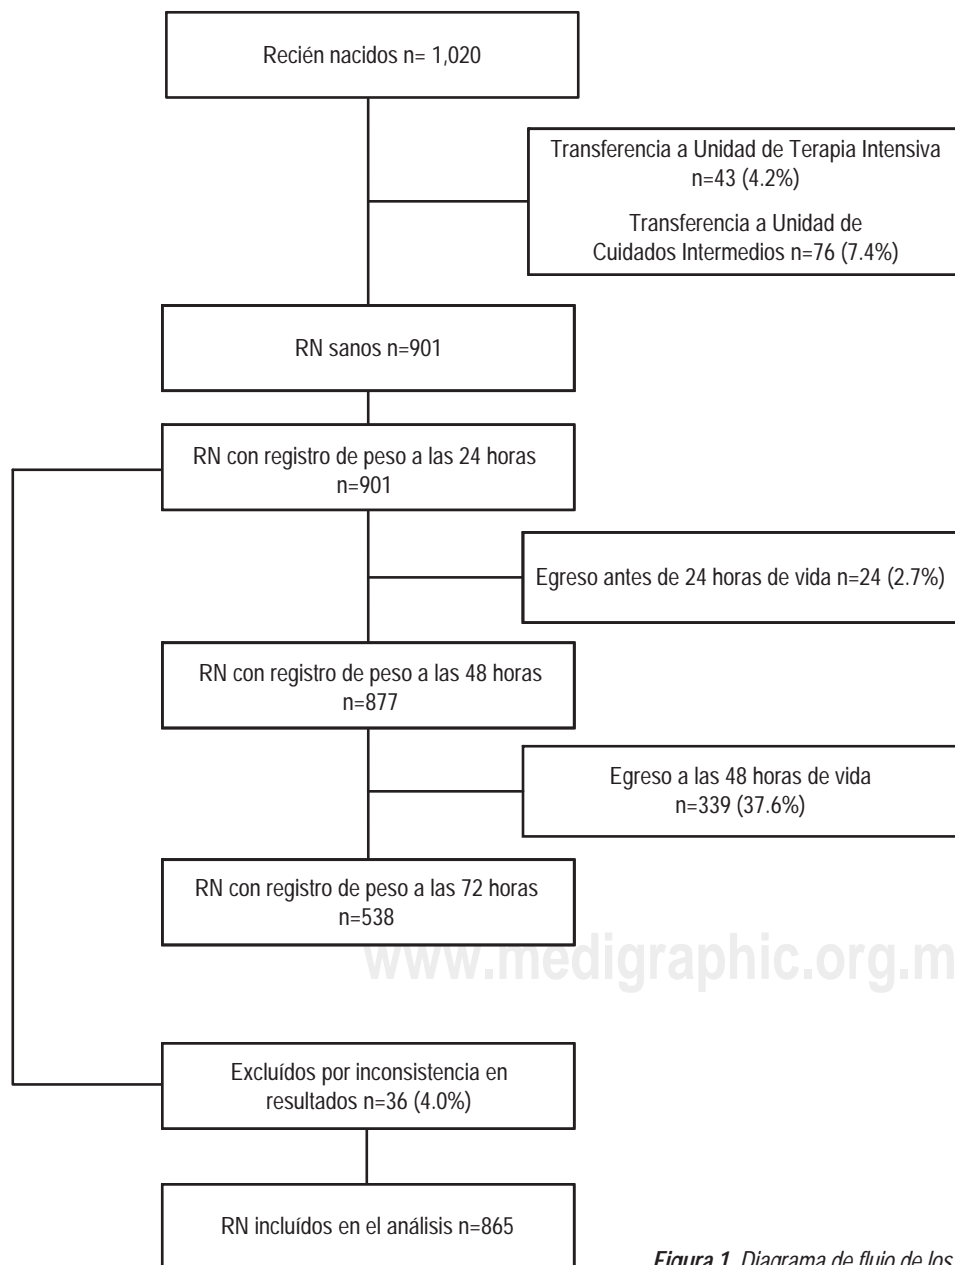 Recién nacidos n= 1,020
Transferencia a Unidad de Terapia Intensiva
n=43 (4.2%)
Transferencia a Unidad de
Cuidados Intermedios n=76 (7.4%)
RN sanos n=901
RN con registro de peso a las 24 horas
n=901
Egreso antes de 24 horas de vida n=24 (2.7%)
RN con registro de peso a las 48 horas
n=877
Egreso a las 48 horas de vida
n=339 (37.6%)
RN con registro de peso a las 72 horas
n=538
www.medigraphic.org.m
Excluídos por inconsistencia en
resultados n=36 (4.0%)
RN incluídos en el análisis n=865
Figura 1. Diagrama de flujo de los